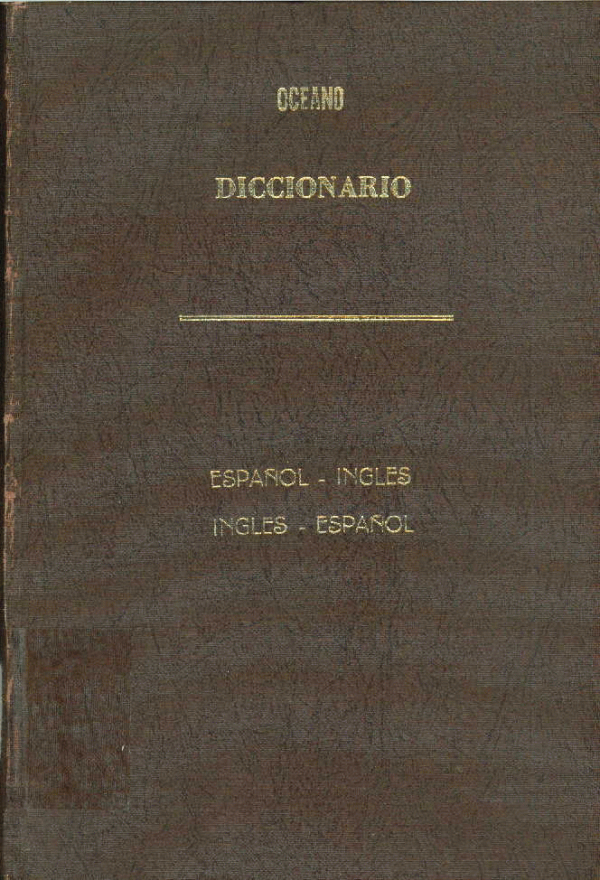 OCEANO
DICCIONARIO
ESPAÑOL - INGLES
INGLES - ESPAÑOL